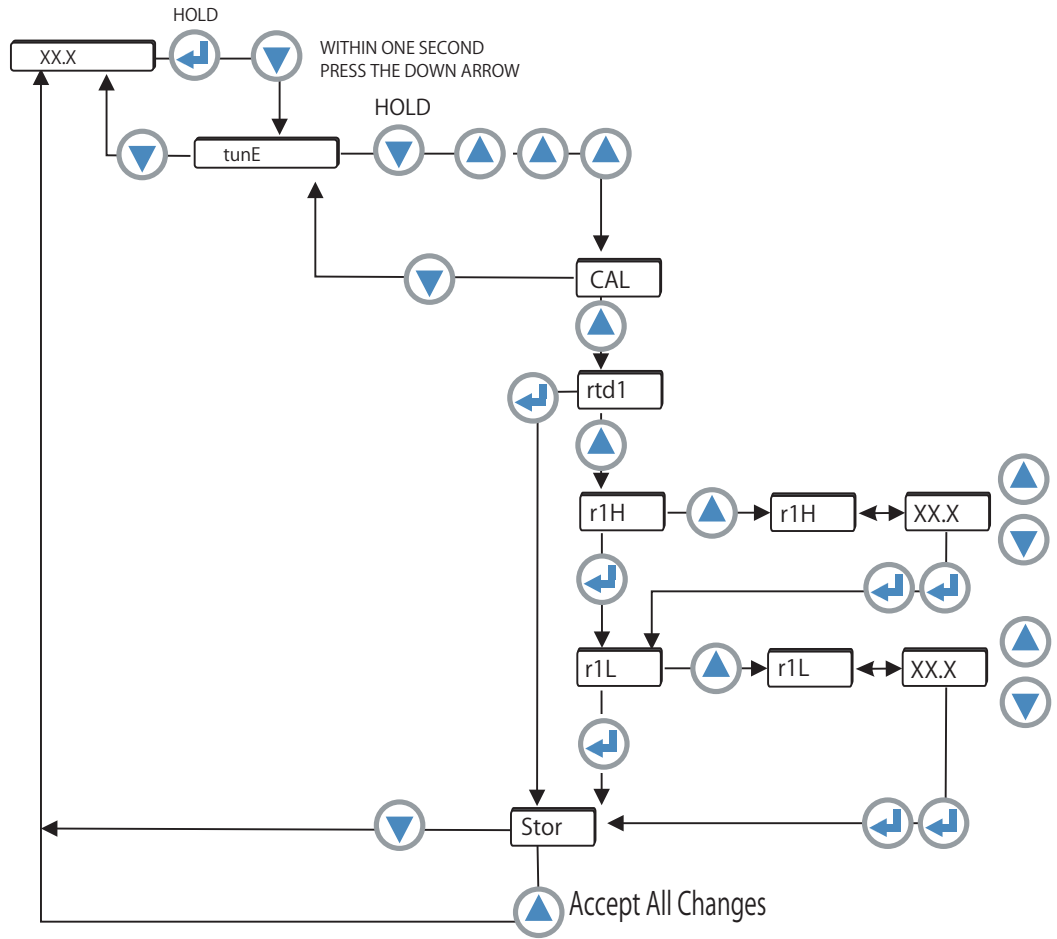 HOLD
XX.X
WITHIN ONE SECOND
PRESS THE DOWN ARROW
HOLD
tunE
CAL
rtd1
r1H
r1H
XX.X
r1L
r1L
XX.X
Stor
Accept All Changes